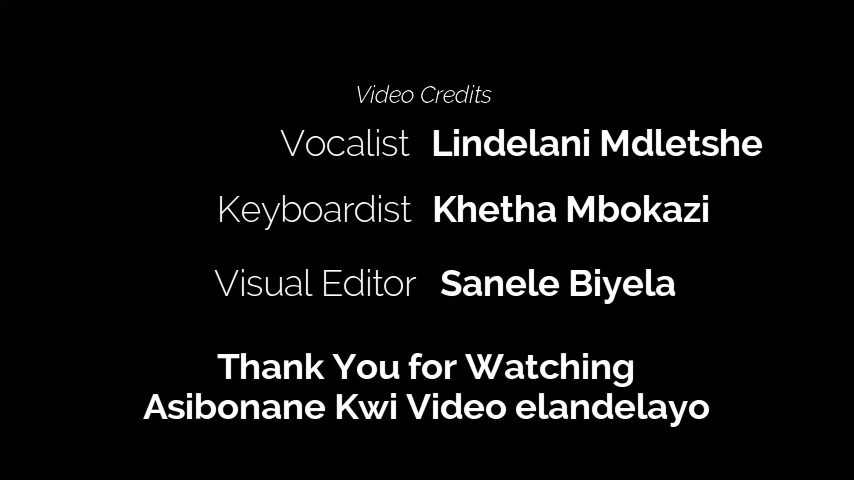 Video Credits
Vocalist Lindelani Mdletshe
Keyboardist Khetha Mbokazi
Visual Editor Sanele Biyela
Thank You for Watching
Asibonane Kwi Video elandelayo